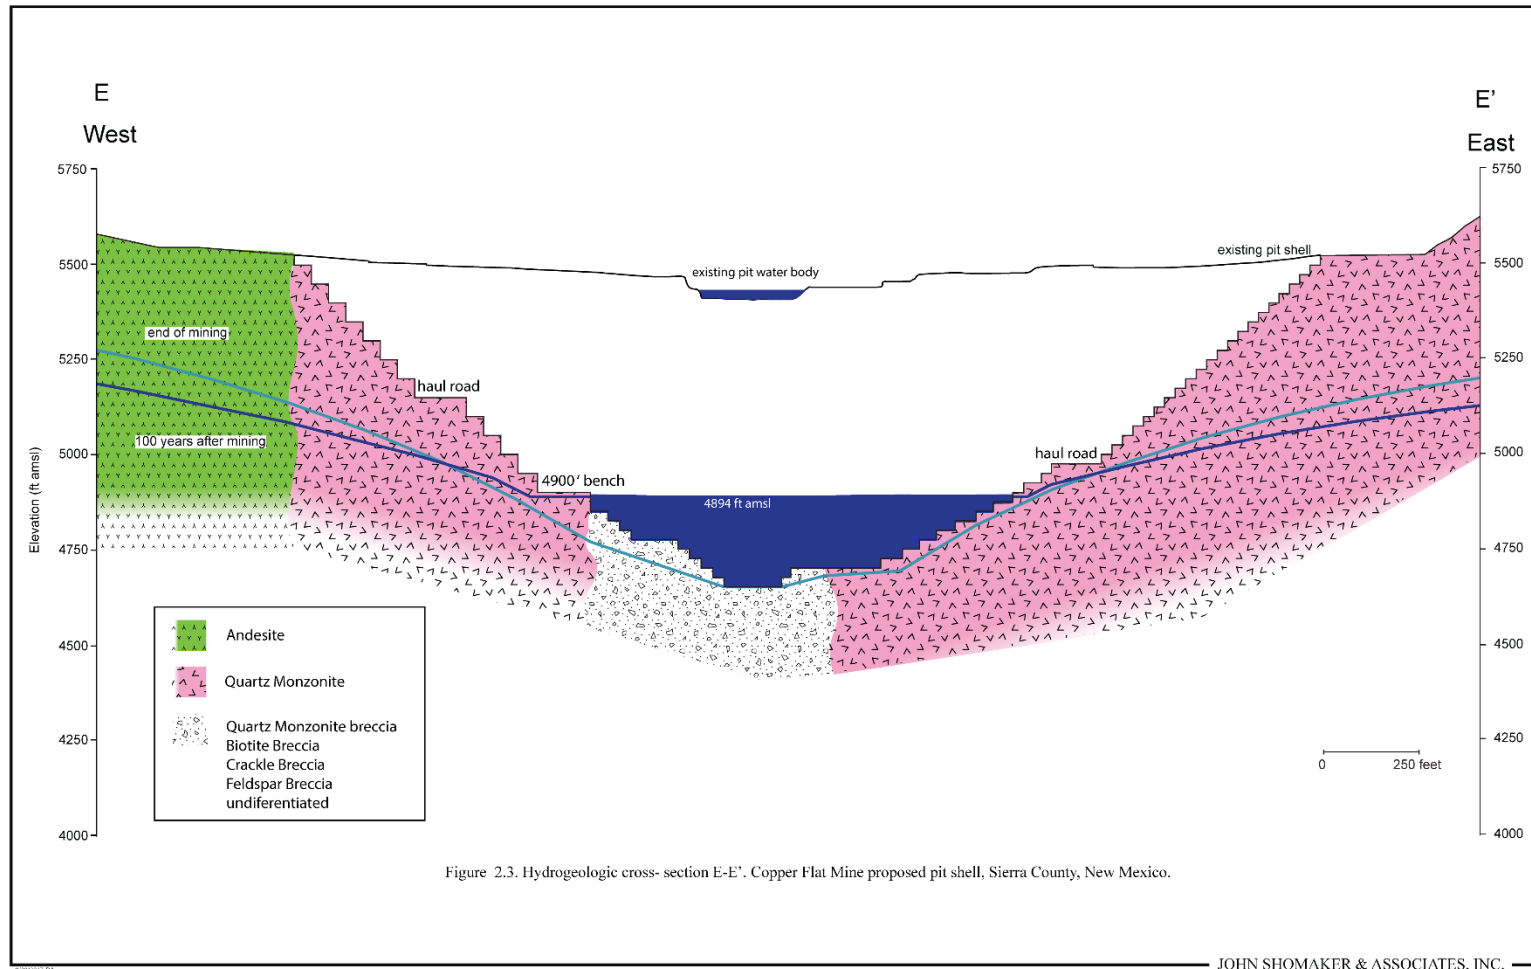 E
West
E'
East
5750
5500
5250
5000
4750
4500
4250
4000
Elevation (ft amsl)
5750
5500
5250
5000
4750
4500
4250
4000
existing pit water body
existing pit shell
end of mining
haul road
100 years after mining
4900' bench
haul road
4894 ft amsl
Andesite
Quartz Monzonite
Quartz Monzonite breccia
Biotite Breccia
Crackle Breccia
Feldspar Breccia
undiferentiated
0 250 feet
Figure 2.3. Hydrogeologic cross- section E-E'. Copper Flat Mine proposed pit shell, Sierra County, New Mexico.
JOHN SHOMAKER & ASSOCIATES, INC.